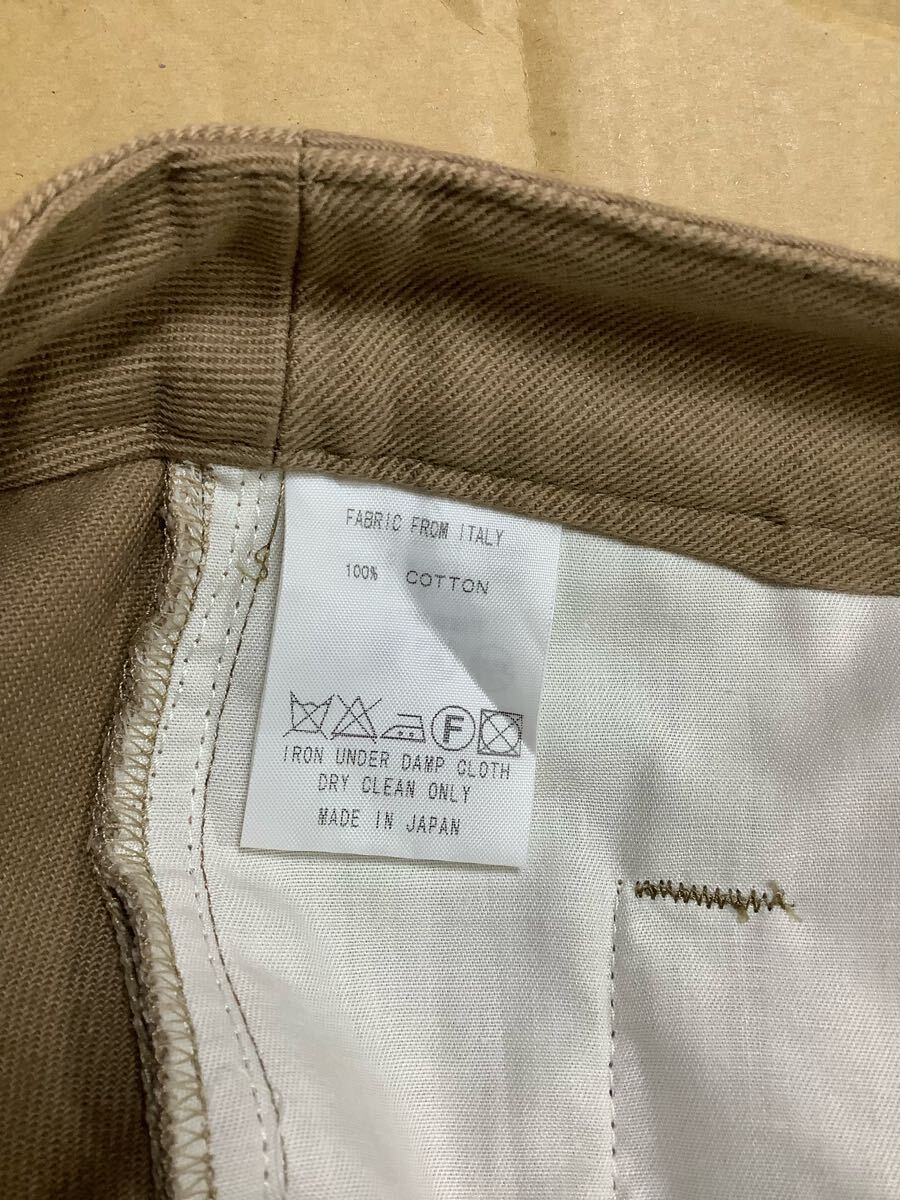 FABRIC FROM ITALY
100% COTTON
F
IRON UNDER DAMP CLOTH
DRY CLEAN ONLY
MADE IN JAPAN